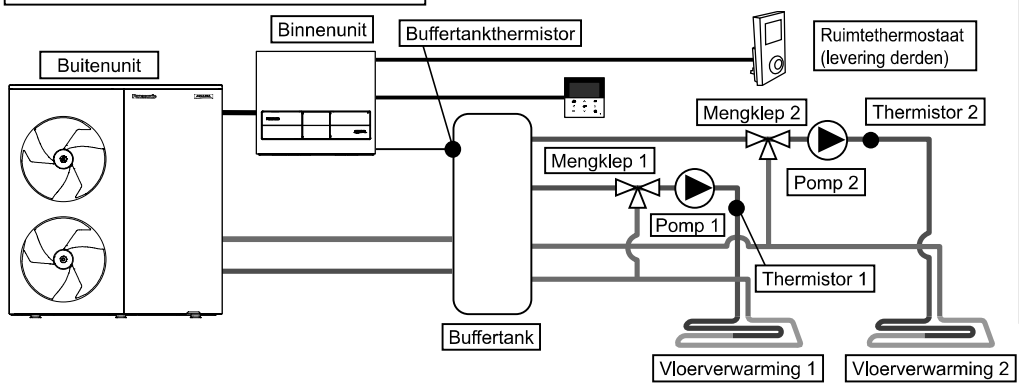 Binnenunit
Buffertankthermistor
Ruimtethermostaat
(levering derden)
Buitenunit
Panasonic
Mengklep 2
Thermistor 2
Mengklep 1
Pomp 2
Pomp 1
Thermistor 1
Buffertank
Vloerverwarming 1
Vloerverwarming 2